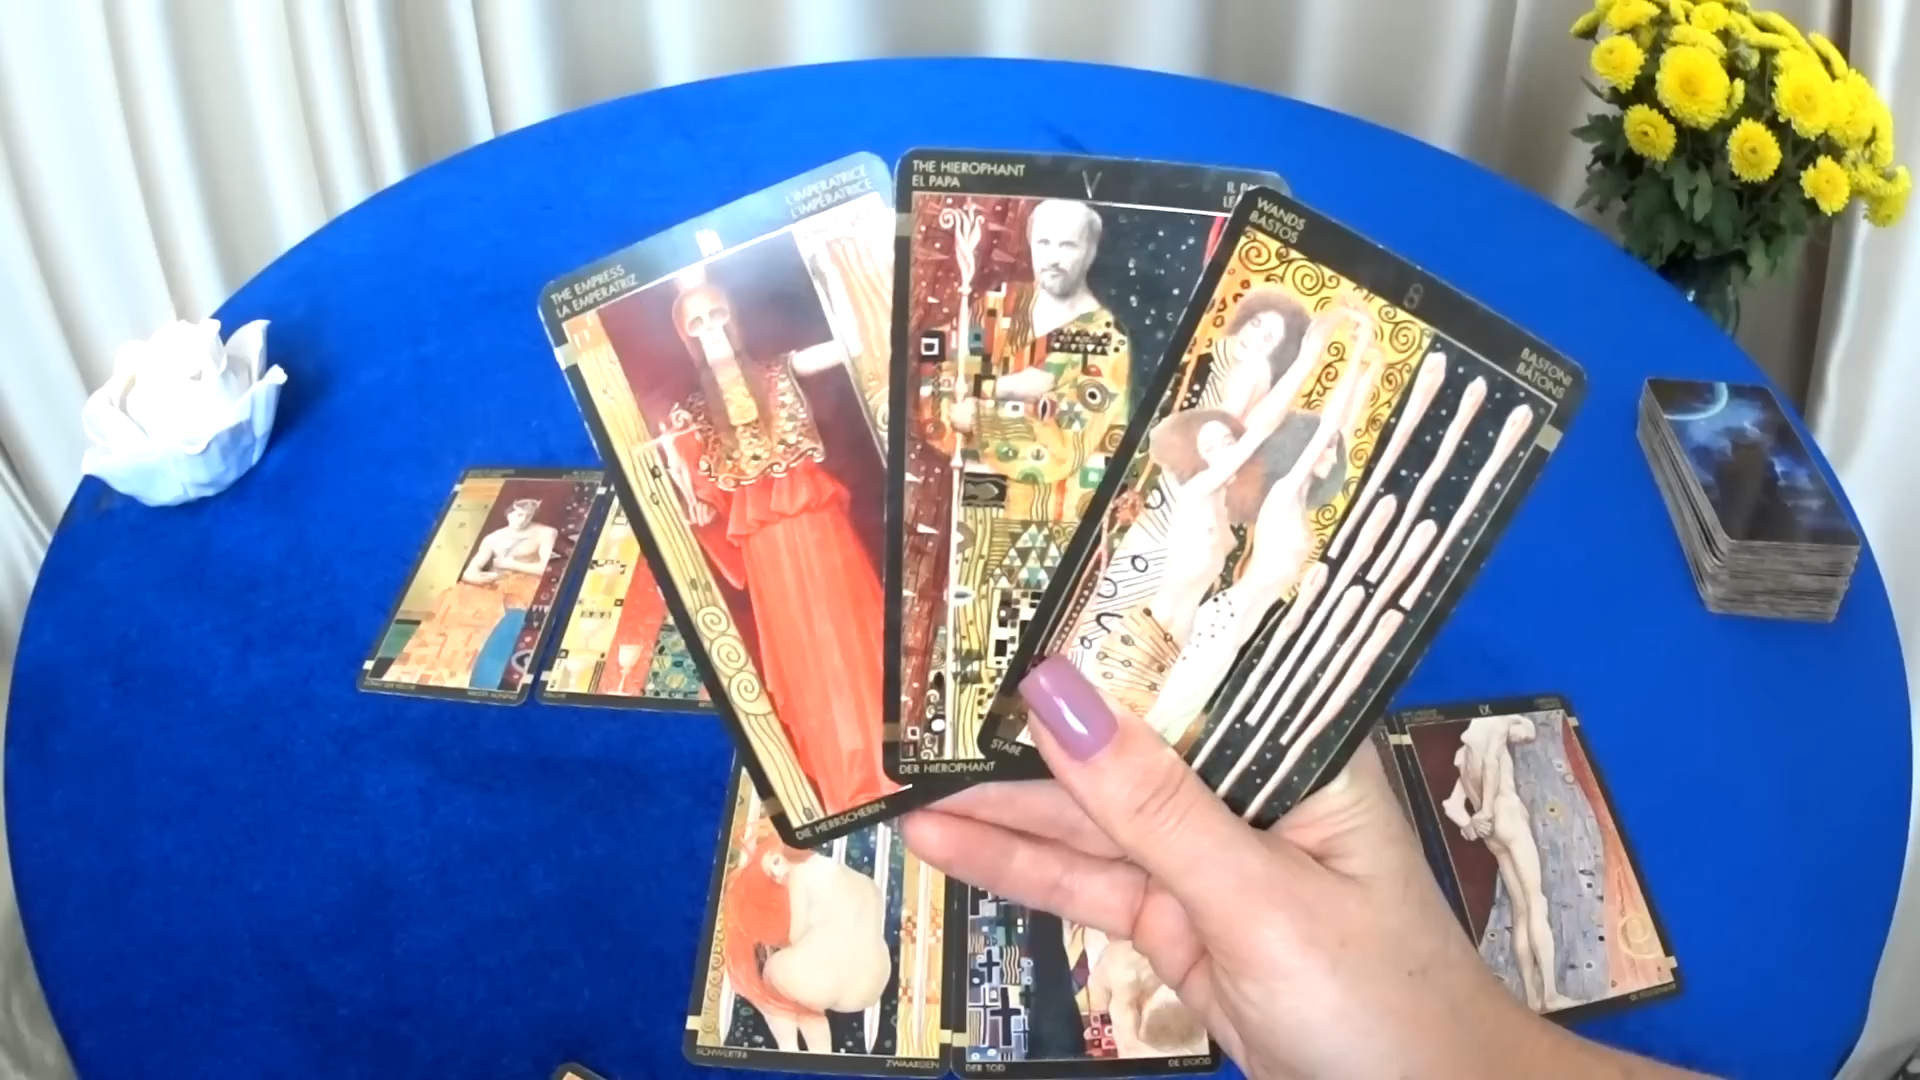 THE EMPRESS
LA EMPERATRIZ
III
L'IMPERATRICE
L'IMPÉRATRICE
DIE HERRSCHERIN
THE HIEROPHANT
EL PAPA
V
DER HIEROPHANT
WANDS
BASTOS
8
BASTONI
BÂTONS
STÄBE
IX
SCHWERTER
ZWAARDEN
DER TOD
DE DOOD